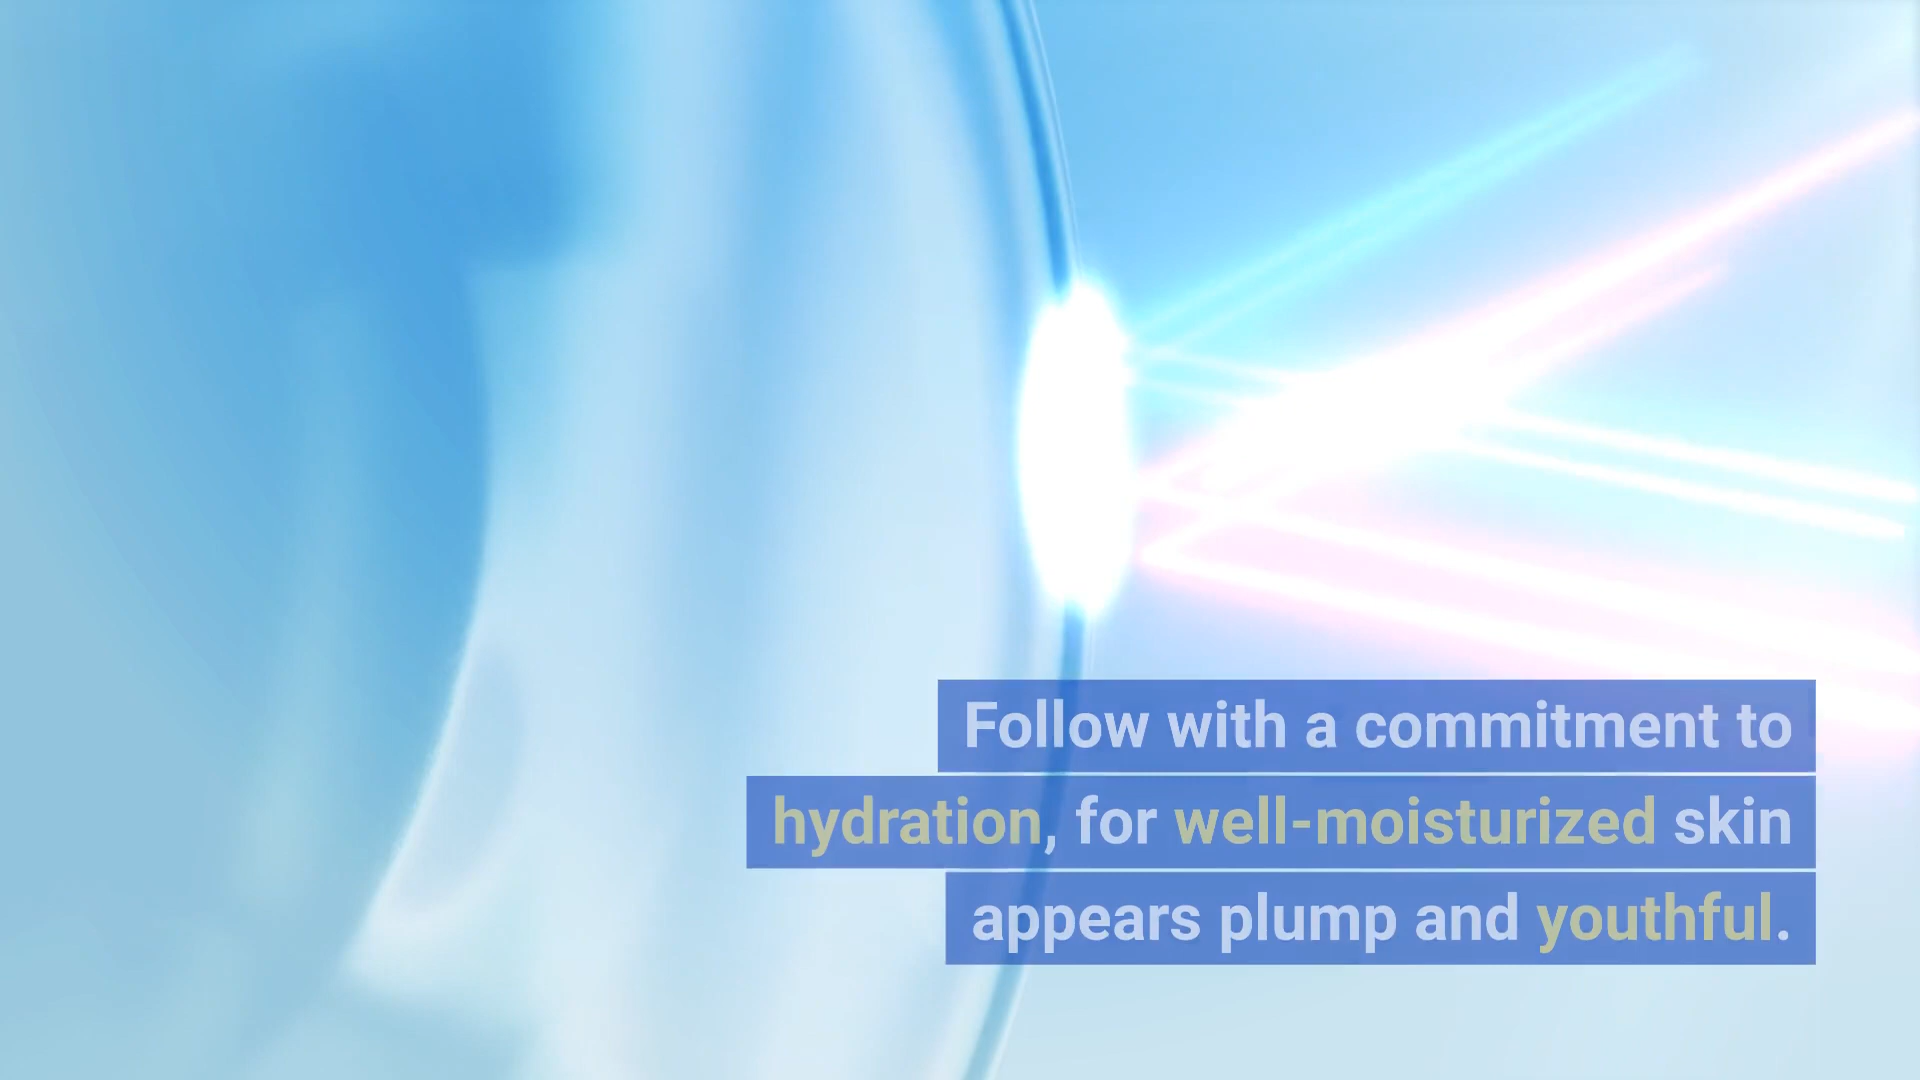 Follow with a commitment to
hydration, for well-moisturized skin
appears plump and youthful.